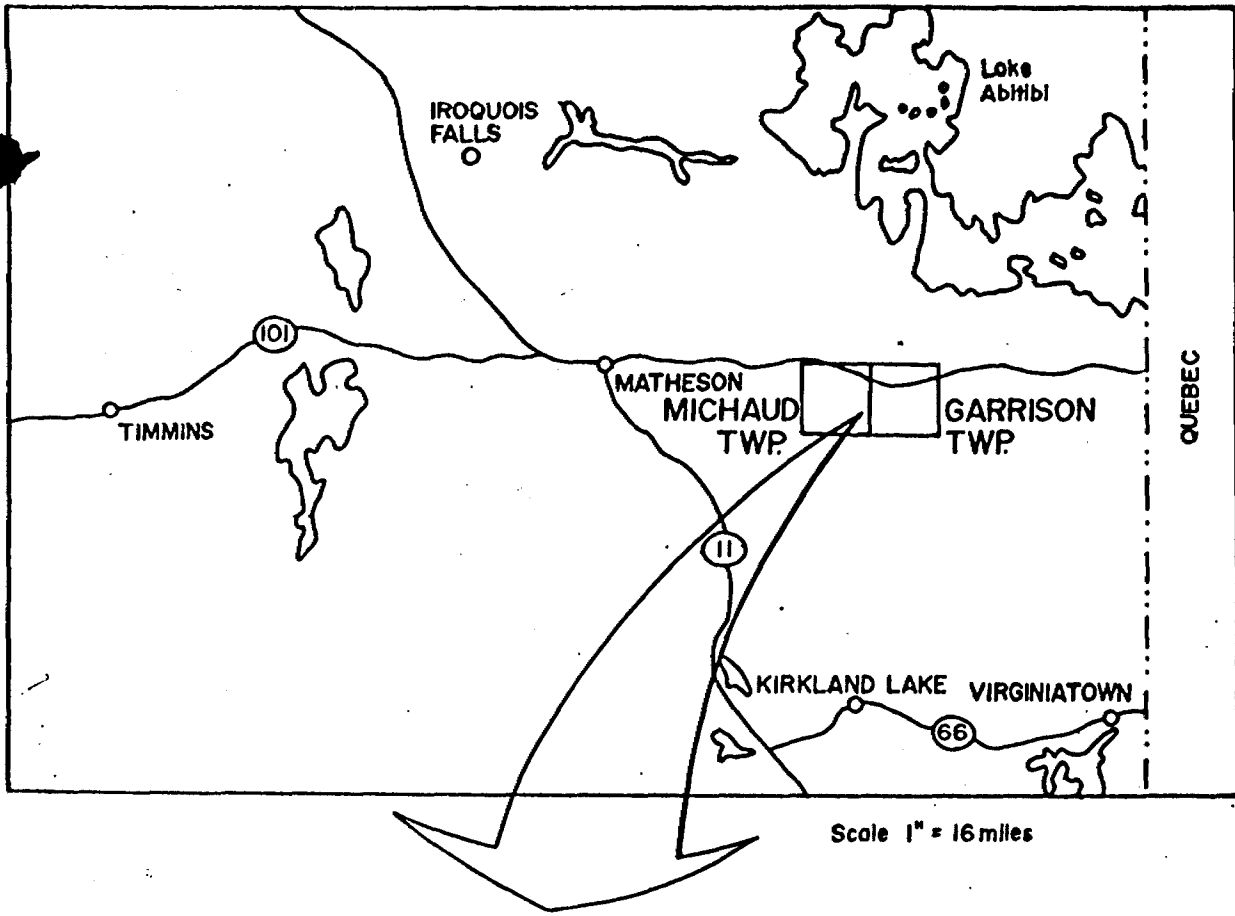 Lake
Abitibi
IROQUOIS
FALLS
101
MATHESON
MICHAUD
TWP.
GARRISON
TWP.
QUEBEC
TIMMINS
11
KIRKLAND LAKE
VIRGINIATOWN
66
Scale 1" = 16 miles